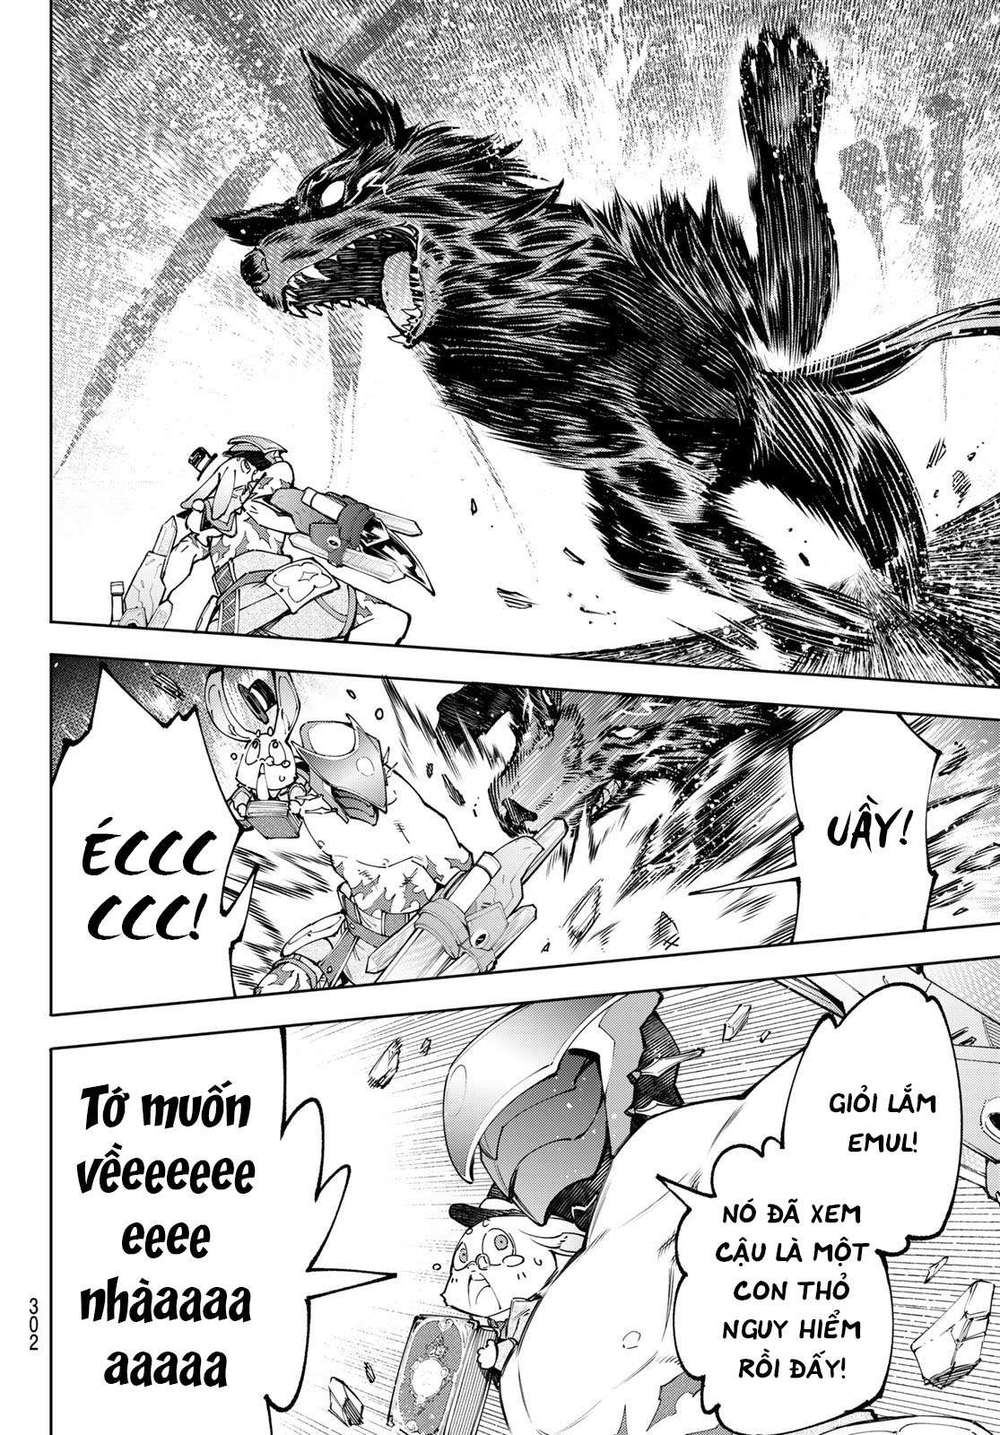 UẦY!
ÉCCC
CCC!
GIỎI LẮM
EMUL!
NÓ ĐÃ XEM
CẬU LÀ MỘT
CON THỎ
NGUY HIỂM
RỒI ĐẤY!
Tớ muốn
vềeeeeee
eeee
nhàaaaa
aaaaa
302